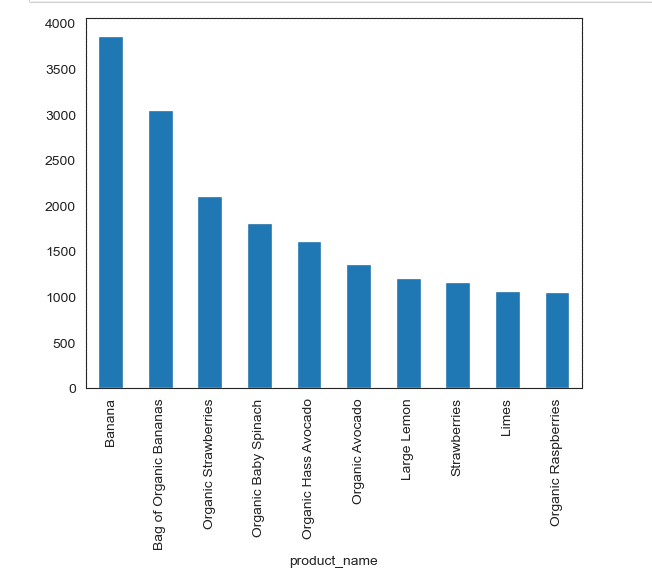 4000
3500
3000
2500
2000
1500
1000
500
0
Banana
Bag of Organic Bananas
Organic Strawberries
Organic Baby Spinach
Organic Hass Avocado
Organic Avocado
Large Lemon
Strawberries
Limes
Organic Raspberries
product_name